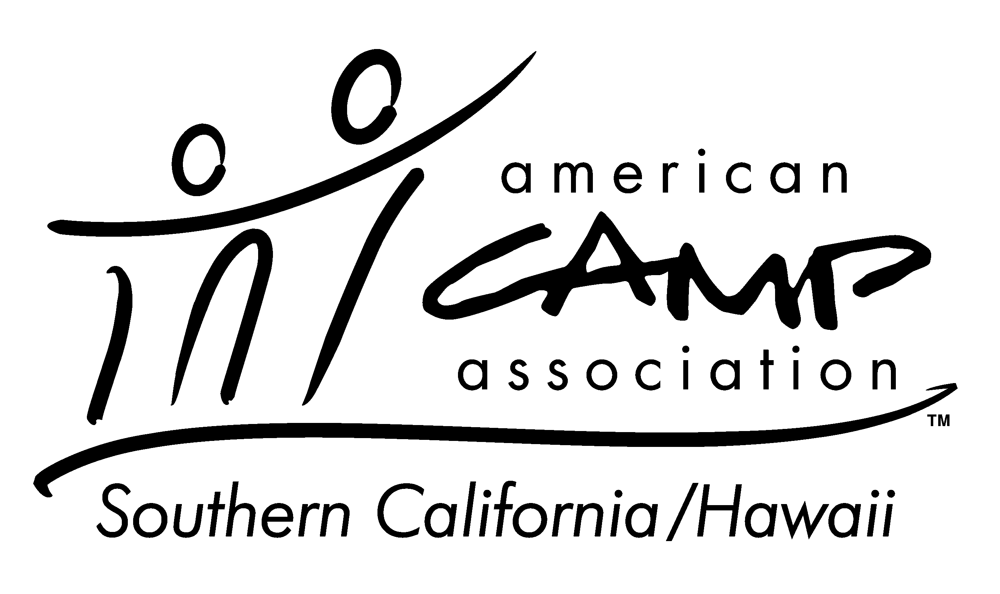 american
CAMP
association
TM
Southern California/Hawaii